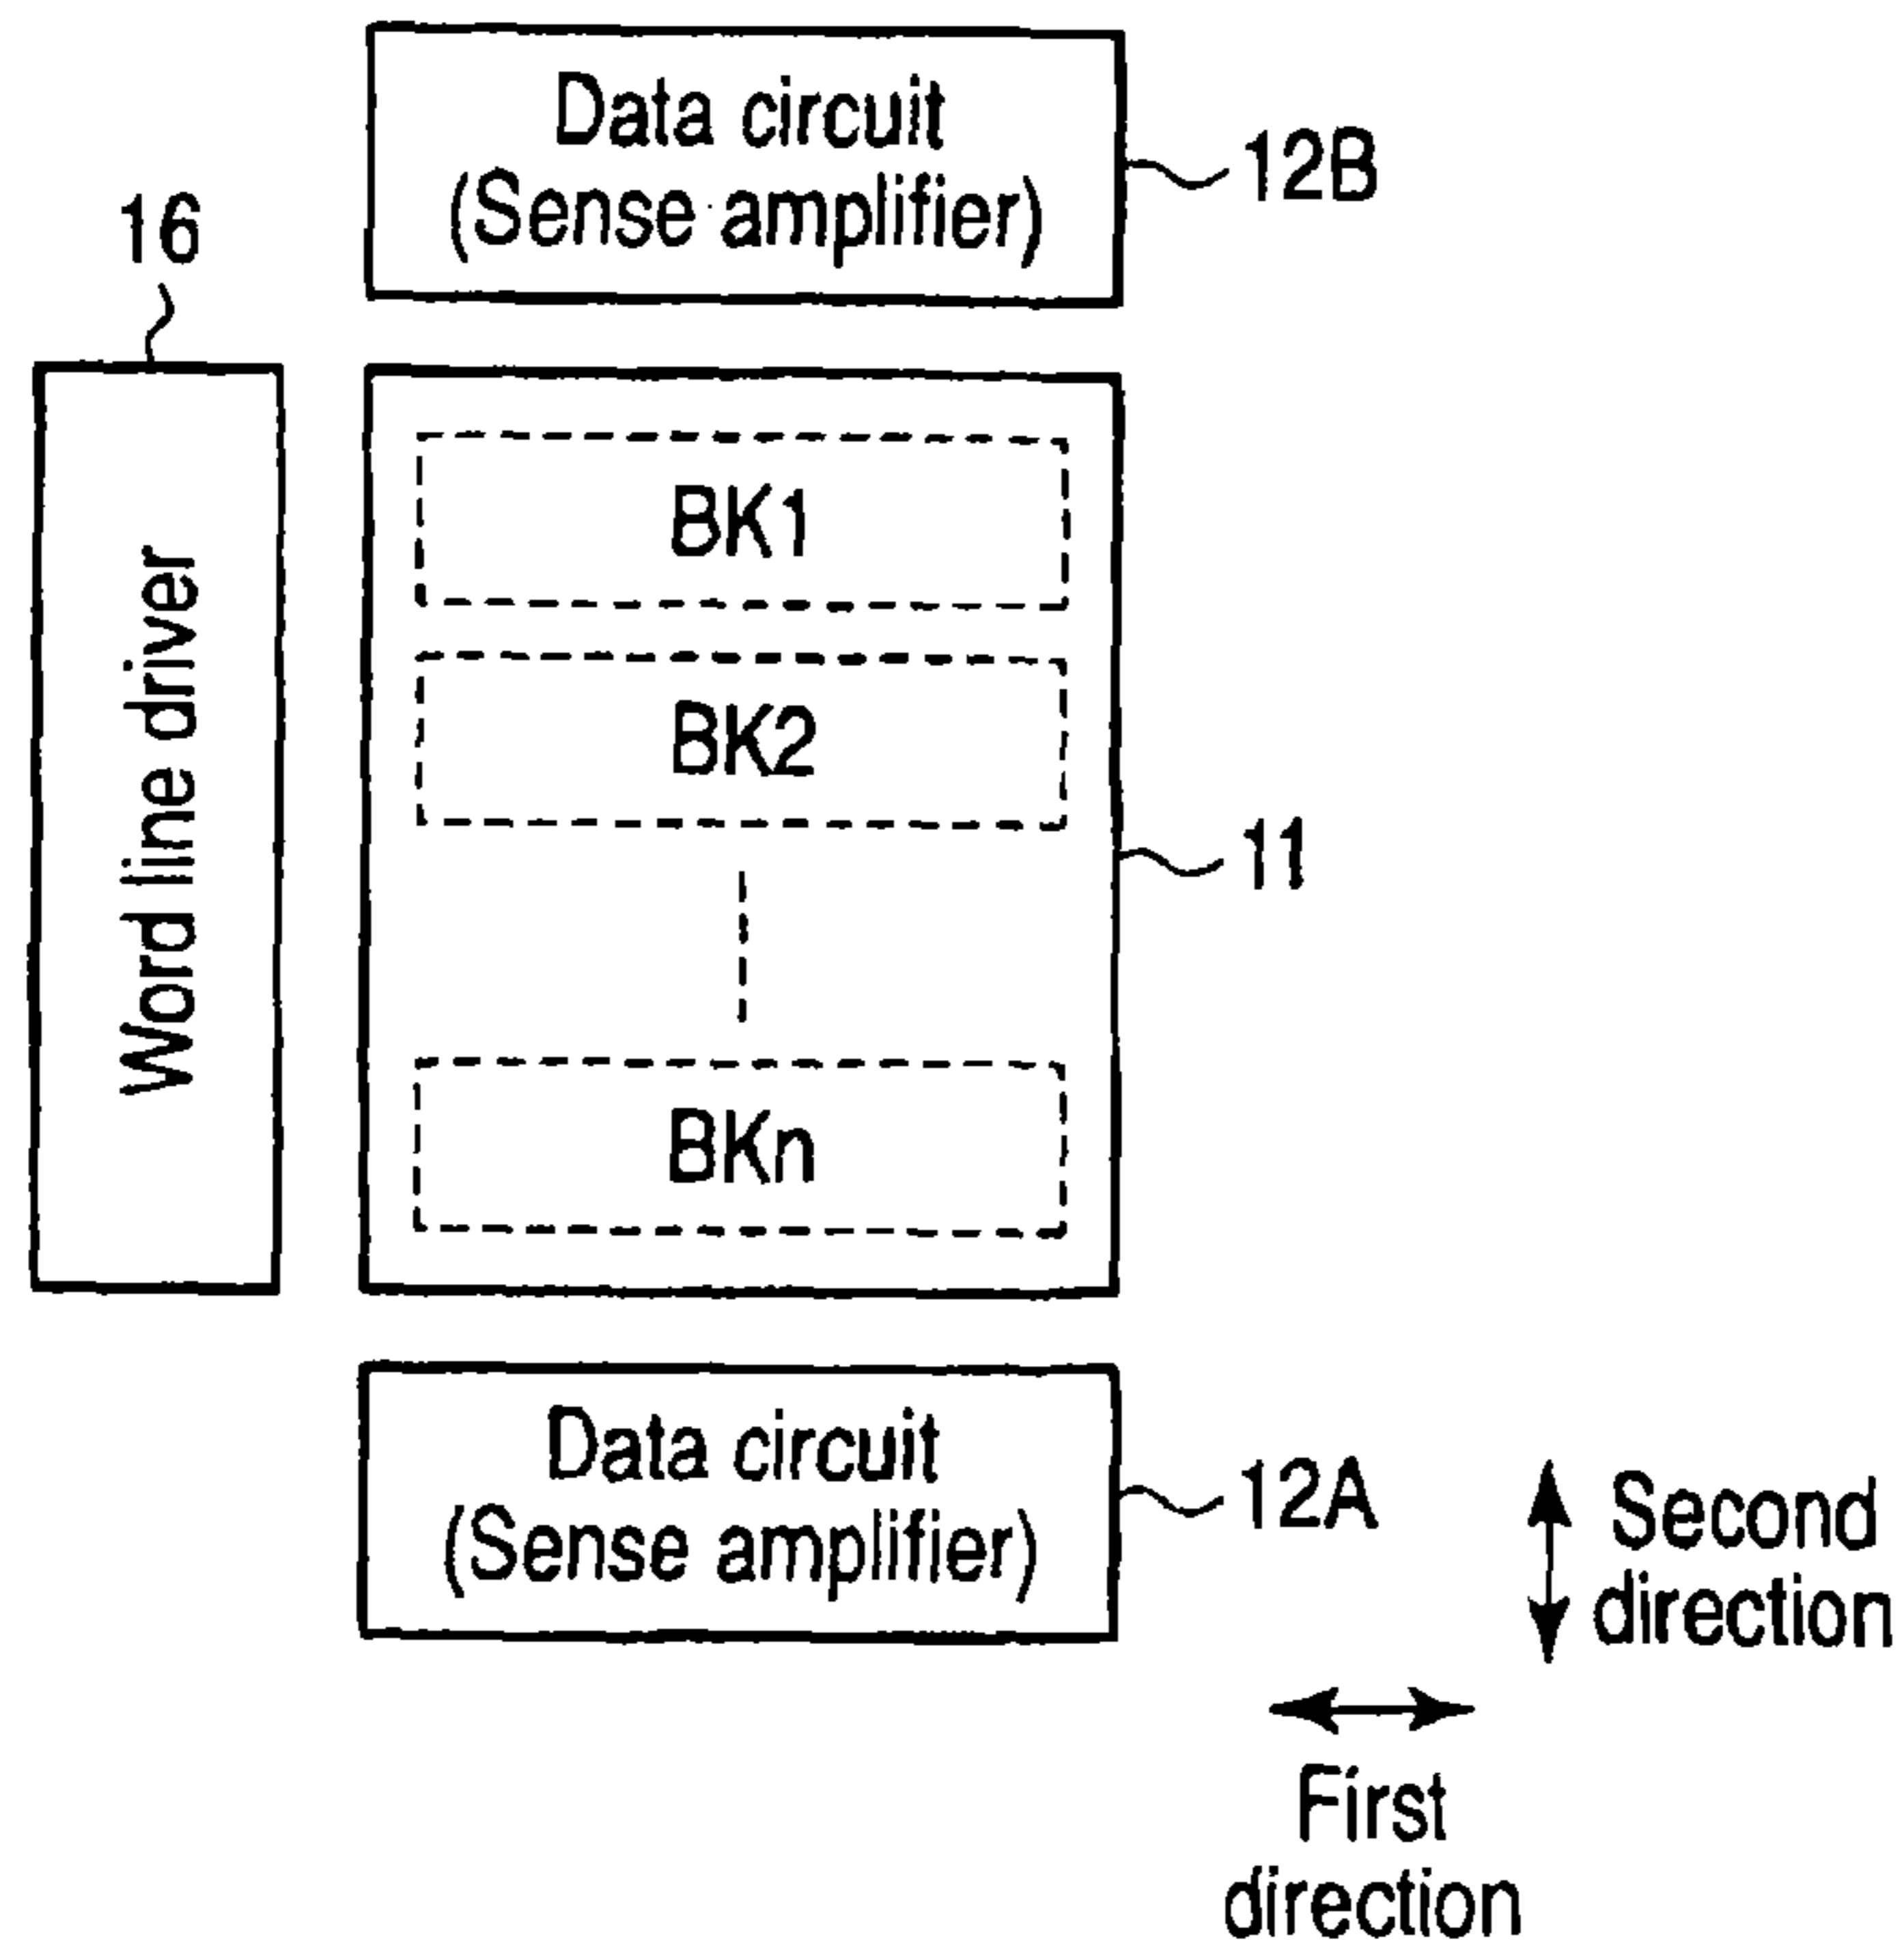 Data circuit
(Sense amplifier)
12B
16
Word line driver
BK1
BK2
11
BKn
Data circuit
(Sense amplifier)
12A
Second
direction
First
direction